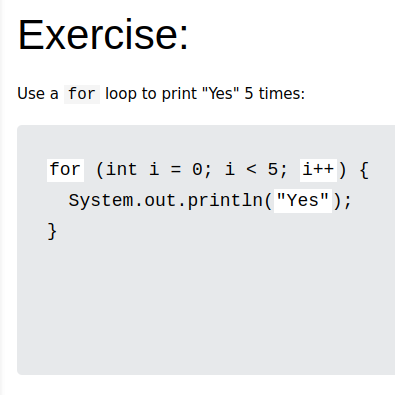 Exercise:
Use a for loop to print "Yes" 5 times:
for (int i = 0; i < 5; i++) {
  System.out.println("Yes");
}